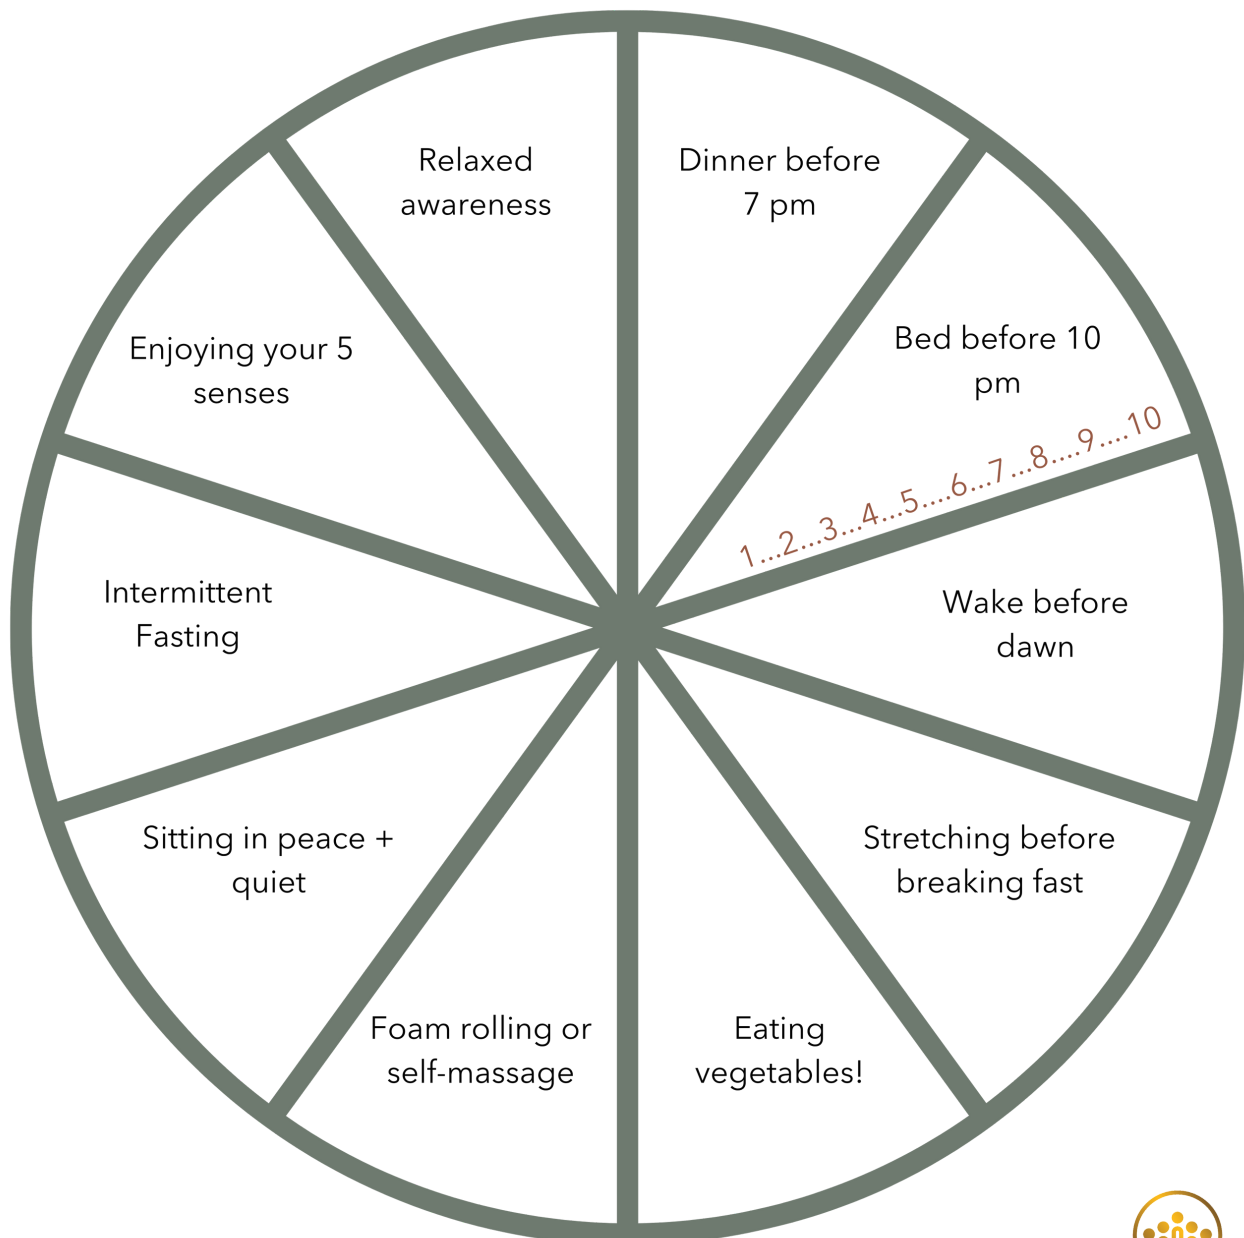 Relaxed
awareness
Dinner before
7 pm
Bed before 10
pm
1...2...3...4...5....6...7...8....9....10
Wake before
dawn
Stretching before
breaking fast
Eating
vegetables!
Foam rolling or
self-massage
Sitting in peace +
quiet
Intermittent
Fasting
Enjoying your 5
senses